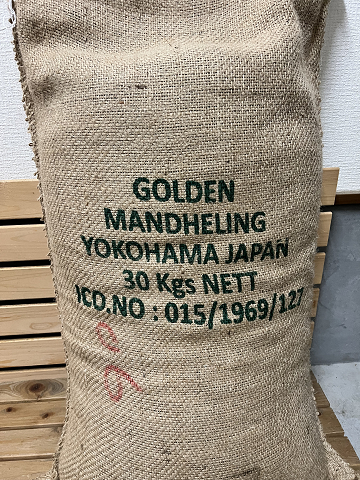 GOLDEN
MANDHELING
YOKOHAMA JAPAN
30 Kgs NETT
ICO.NO : 015/1969/127